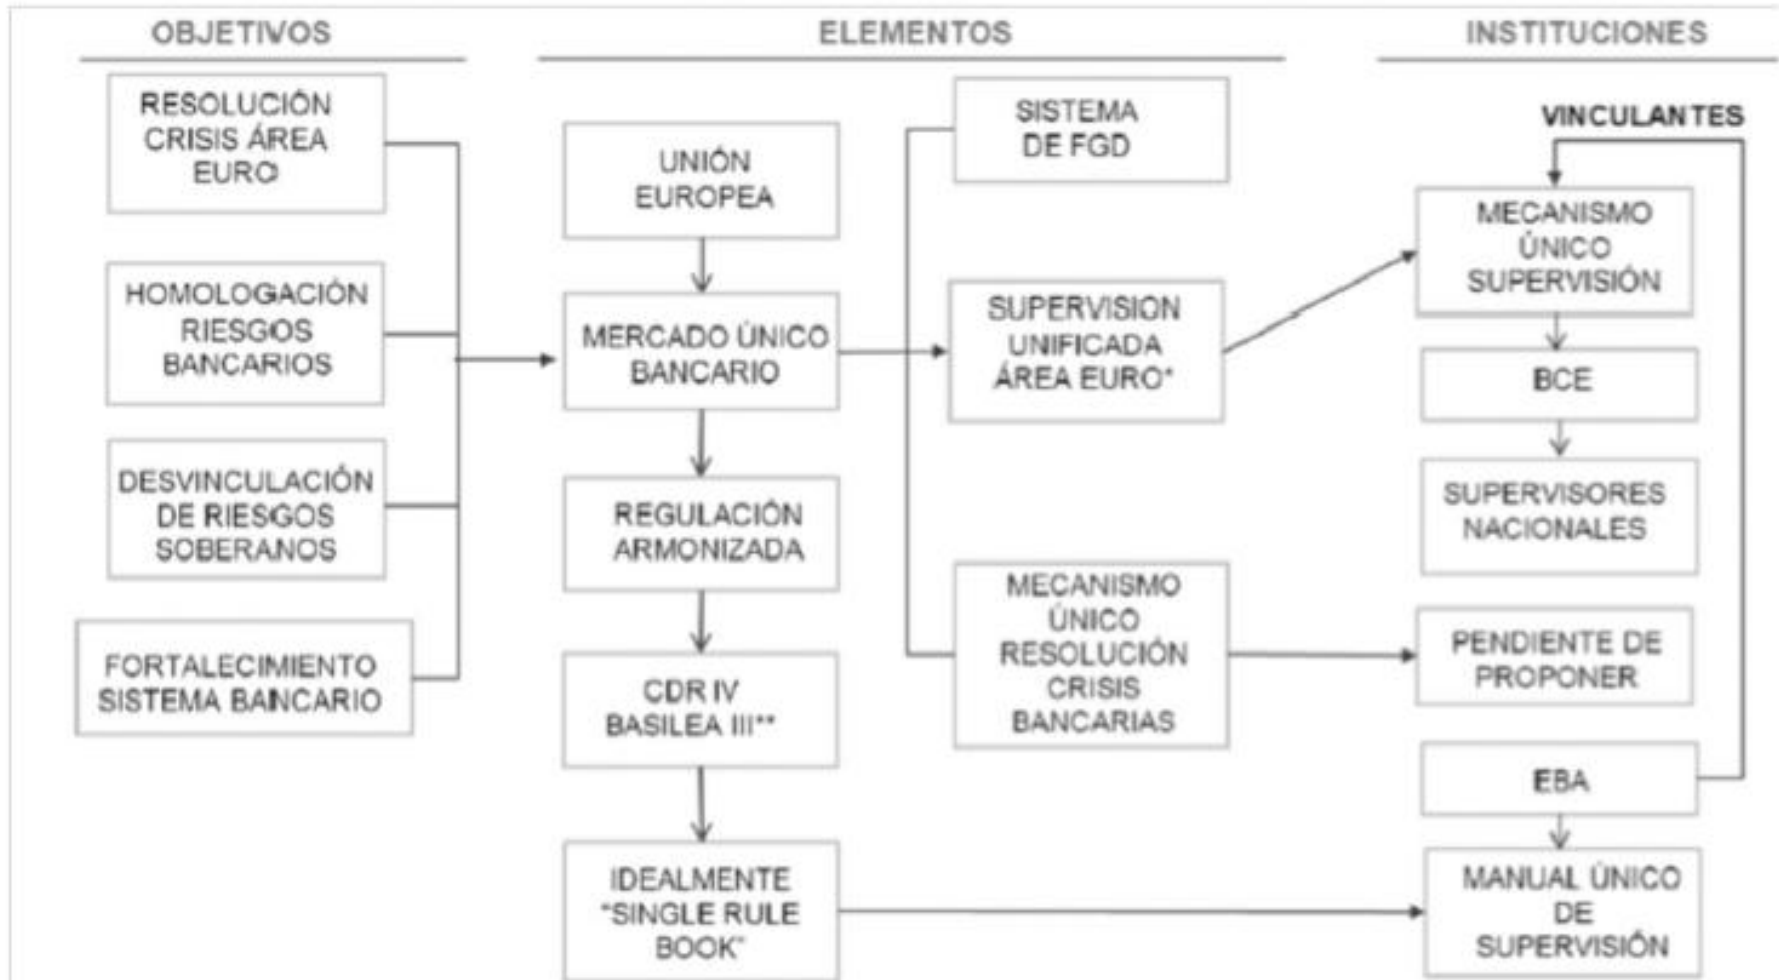 OBJETIVOS
ELEMENTOS
INSTITUCIONES
RESOLUCIÓN
CRISIS ÁREA
EURO
HOMOLOGACIÓN
RIESGOS
BANCARIOS
DESVINCULACIÓN
DE RIESGOS
SOBERANOS
FORTALECIMIENTO
SISTEMA BANCARIO
UNIÓN
EUROPEA
MERCADO ÚNICO
BANCARIO
REGULACIÓN
ARMONIZADA
CDR IV
BASILEA III**
IDEALMENTE
"SINGLE RULE
BOOK"
SISTEMA
DE FGD
SUPERVISION
UNIFICADA
ÁREA EURO*
MECANISMO
ÚNICO
RESOLUCIÓN
CRISIS
BANCARIAS
VINCULANTES
MECANISMO
ÚNICO
SUPERVISIÓN
BCE
SUPERVISORES
NACIONALES
PENDIENTE DE
PROPONER
EBA
MANUAL ÚNICO
DE
SUPERVISIÓN